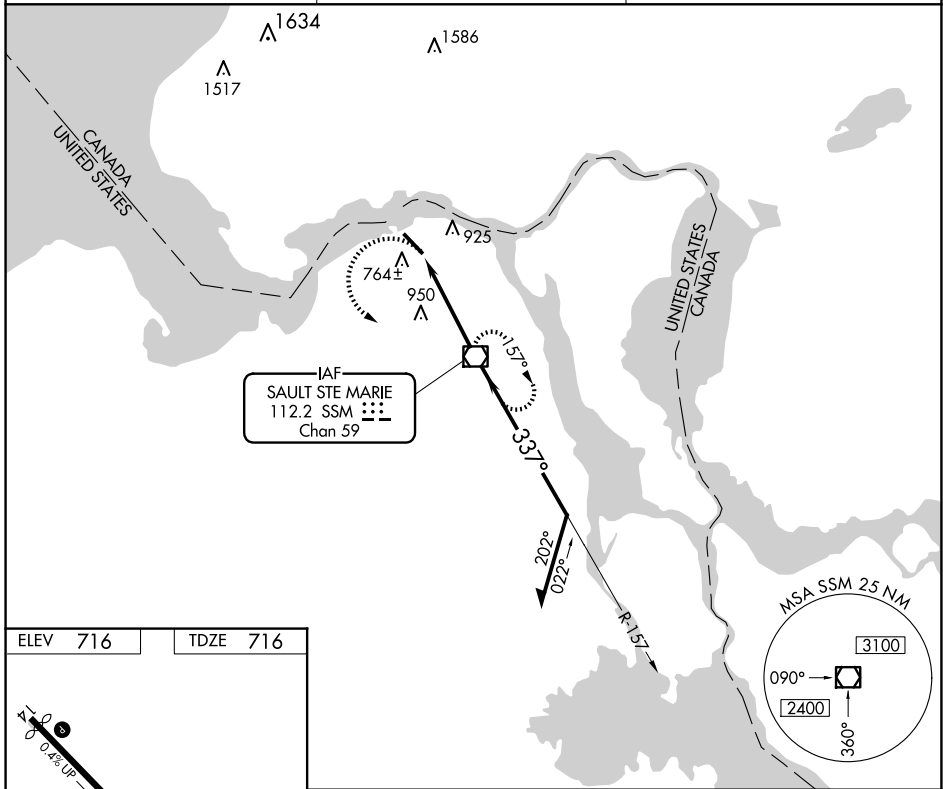 1634
1586
1517
CANADA
UNITED STATES
925
764±
950
UNITED STATES
CANADA
IAF
SAULT STE MARIE
112.2 SSM
Chan 59
157°
337°
202°
022°
R-157
MSA SSM 25 NM
3100
090°
2400
360°
ELEV 716
TDZE 716
14
P
0.4% UP